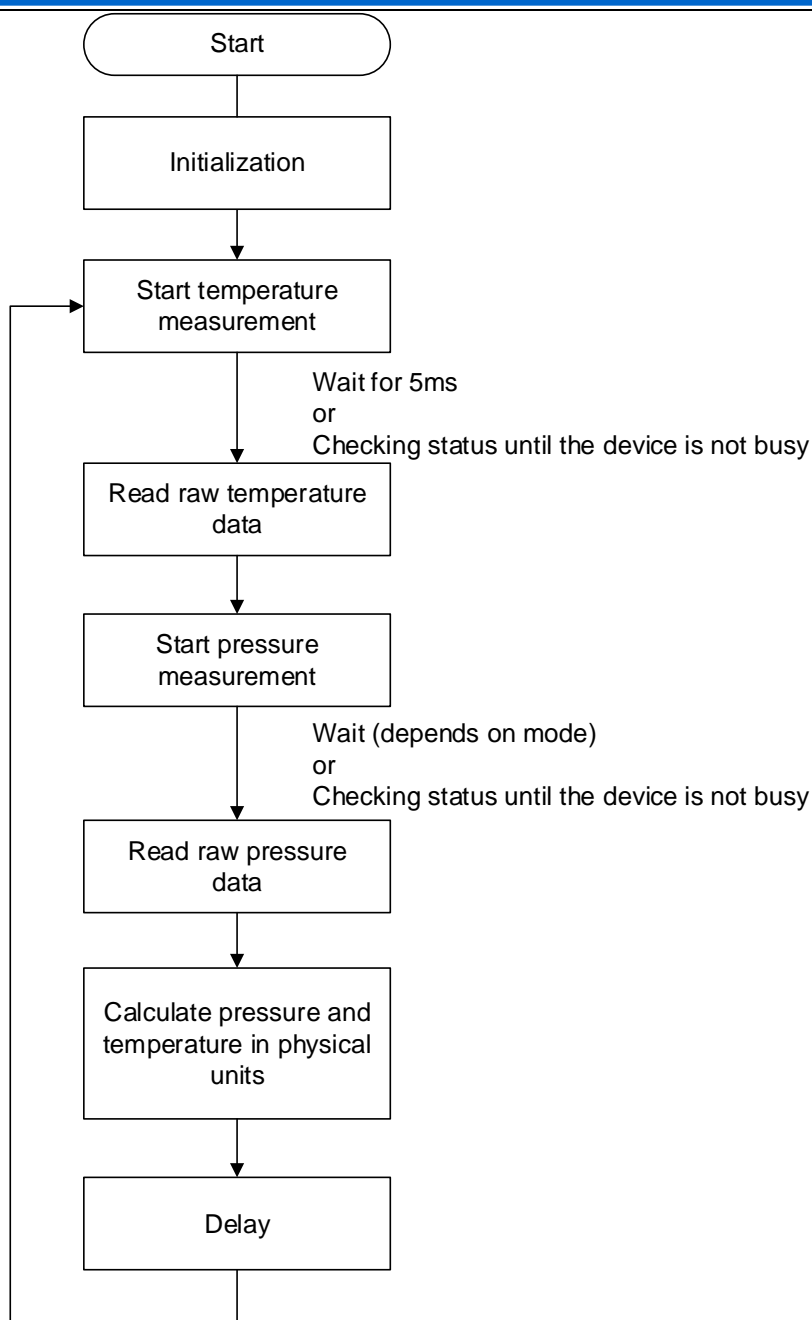 Start
Initialization
Start temperature
measurement
Wait for 5ms
or
Checking status until the device is not busy
Read raw temperature
data
Start pressure
measurement
Wait (depends on mode)
or
Checking status until the device is not busy
Read raw pressure
data
Calculate pressure and
temperature in physical
units
Delay